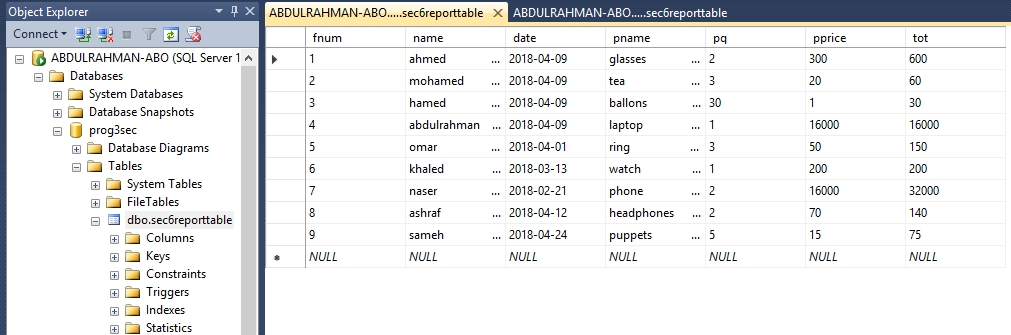 Object Explorer
Connect
ABDULRAHMAN-ABO (SQL Server 1
Databases
System Databases
Database Snapshots
prog3sec
Database Diagrams
Tables
System Tables
FileTables
dbo.sec6reporttable
Columns
Keys
Constraints
Triggers
Indexes
Statistics
ABDULRAHMAN-ABO.....sec6reporttable ABDULRAHMAN-ABO.....sec6reporttable
fnum name date pname pq pprice tot
1 ahmed ... 2018-04-09 glasses ... 2 300 600
2 mohamed ... 2018-04-09 tea ... 3 20 60
3 hamed ... 2018-04-09 ballons ... 30 1 30
4 abdulrahman ... 2018-04-09 laptop ... 1 16000 16000
5 omar ... 2018-04-01 ring ... 3 50 150
6 khaled ... 2018-03-13 watch ... 1 200 200
7 naser ... 2018-02-21 phone ... 2 16000 32000
8 ashraf ... 2018-04-12 headphones ... 2 70 140
9 sameh ... 2018-04-24 puppets ... 5 15 75
NULL NULL NULL NULL NULL NULL NULL